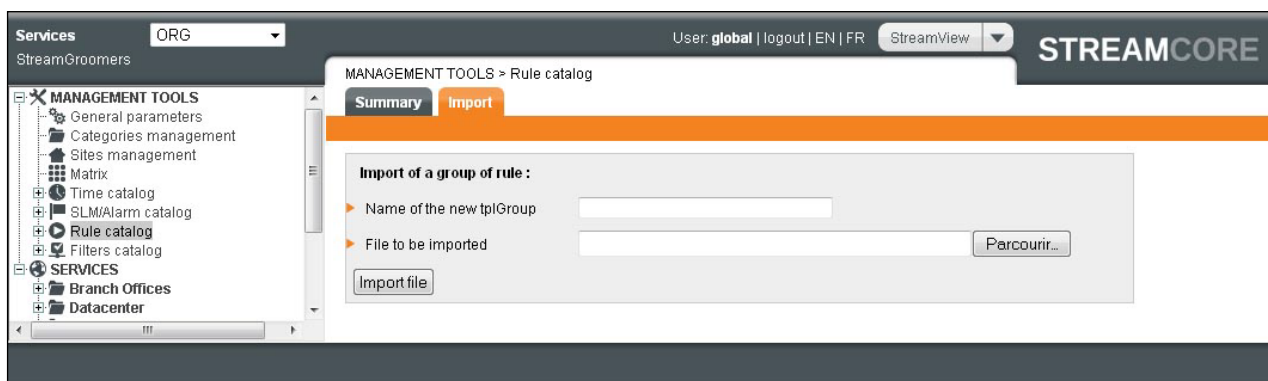 Services ORG User: global | logout | EN | FR StreamView STREAMCORE
StreamGroomers
MANAGEMENT TOOLS > Rule catalog
Summary Import
MANAGEMENT TOOLS
General parameters
Categories management
Sites management
Matrix
Time catalog
SLM/Alarm catalog
Rule catalog
Filters catalog
SERVICES
Branch Offices
Datacenter
Import of a group of rule :
Name of the new tplGroup
File to be imported Parcourir...
Import file